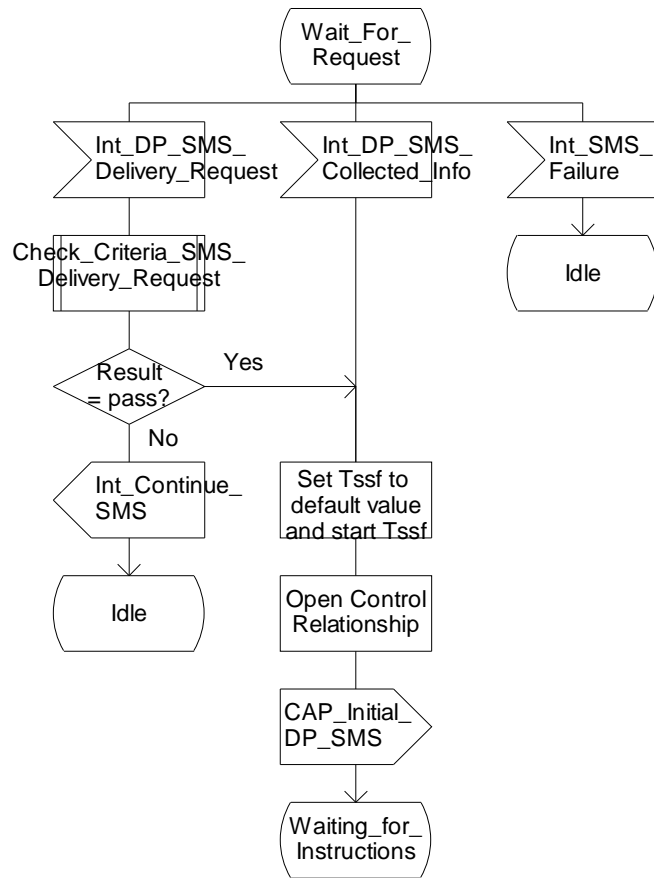 Wait_For_
Request
Int_DP_SMS_
Delivery_Request
Int_DP_SMS_
Collected_Info
Int_SMS_
Failure
Check_Criteria_SMS_
Delivery_Request
Idle
Result
= pass?
Yes
No
Int_Continue_
SMS
Set Tssf to
default value
and start Tssf
Idle
Open Control
Relationship
CAP_Initial_
DP_SMS
Waiting_for_
Instructions